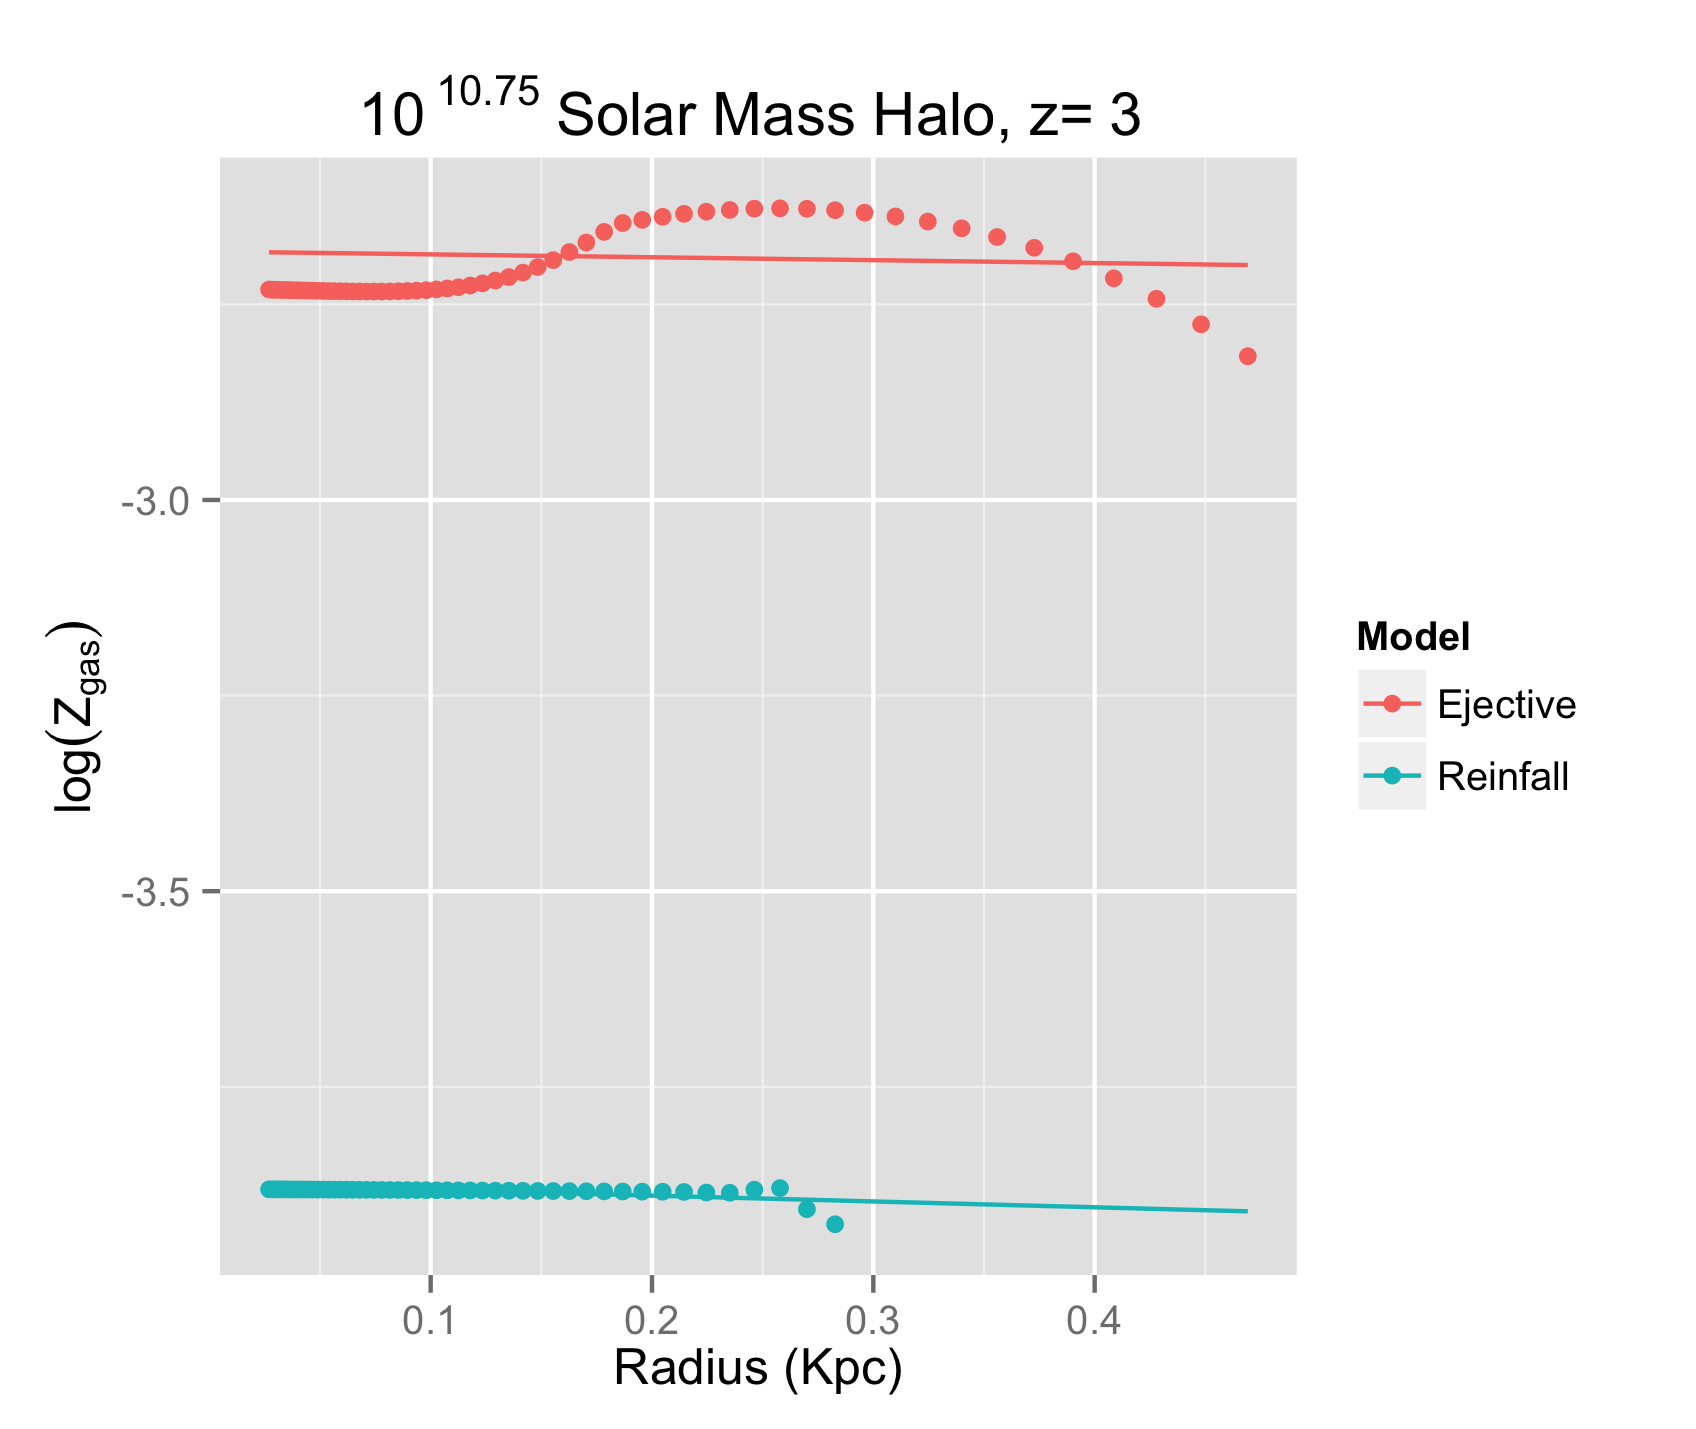 10^10.75 Solar Mass Halo, z= 3
log(Z_gas)
-3.0
-3.5
0.1 0.2 0.3 0.4
Radius (Kpc)
Model
Ejective
Reinfall